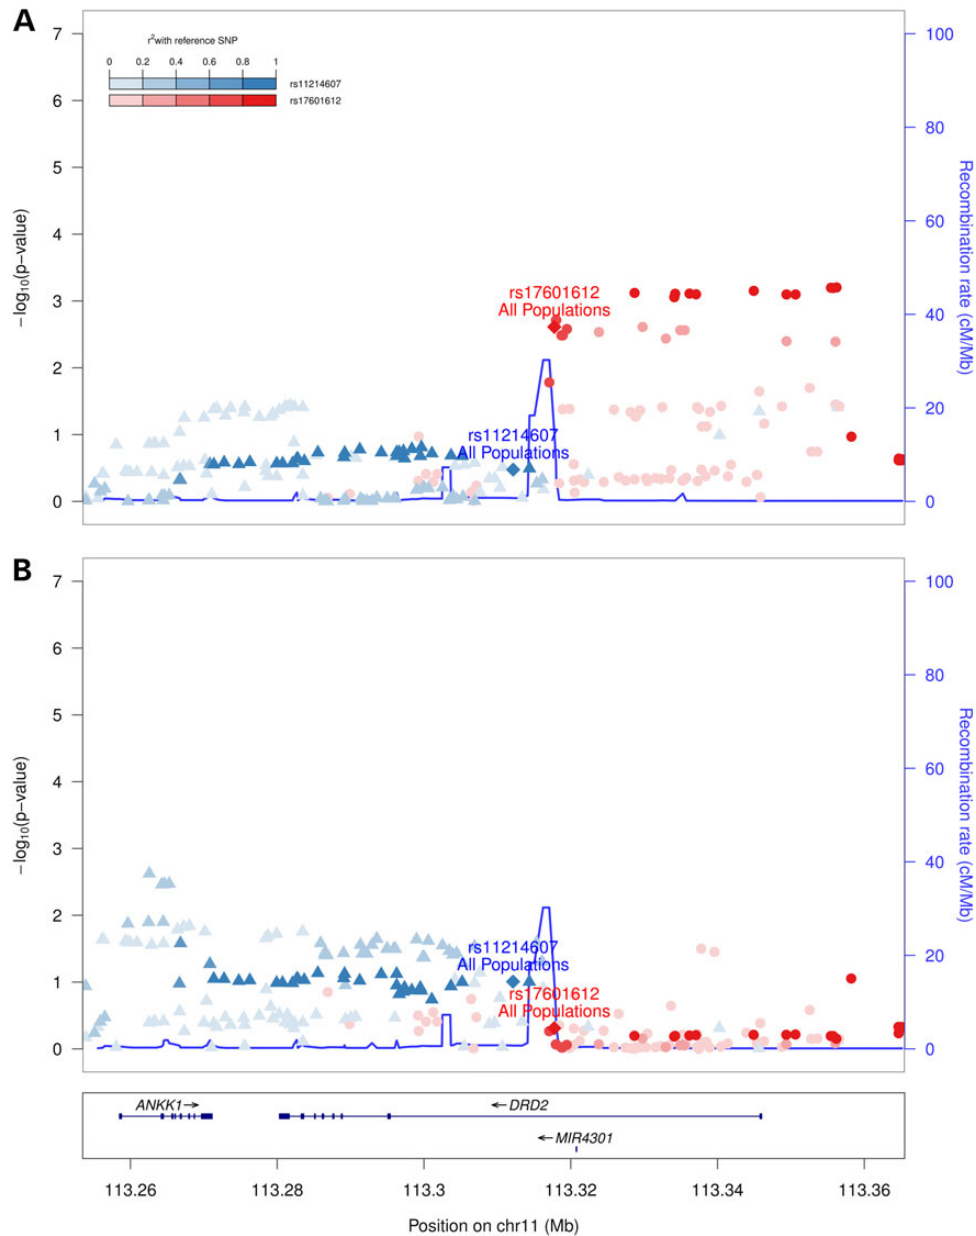 A
r2 with reference SNP
0 0.2 0.4 0.6 0.8 1
rs11214607
rs17601612
7
6
5
4
3
2
1
0
−log10(p−value)
100
80
60
40
20
0
Recombination rate (cM/Mb)
rs17601612
All Populations
rs11214607
All Populations
B
7
6
5
4
3
2
1
0
−log10(p−value)
100
80
60
40
20
0
Recombination rate (cM/Mb)
rs11214607
All Populations
rs17601612
All Populations
ANKK1→
←DRD2
←MIR4301
113.26 113.28 113.3 113.32 113.34 113.36
Position on chr11 (Mb)